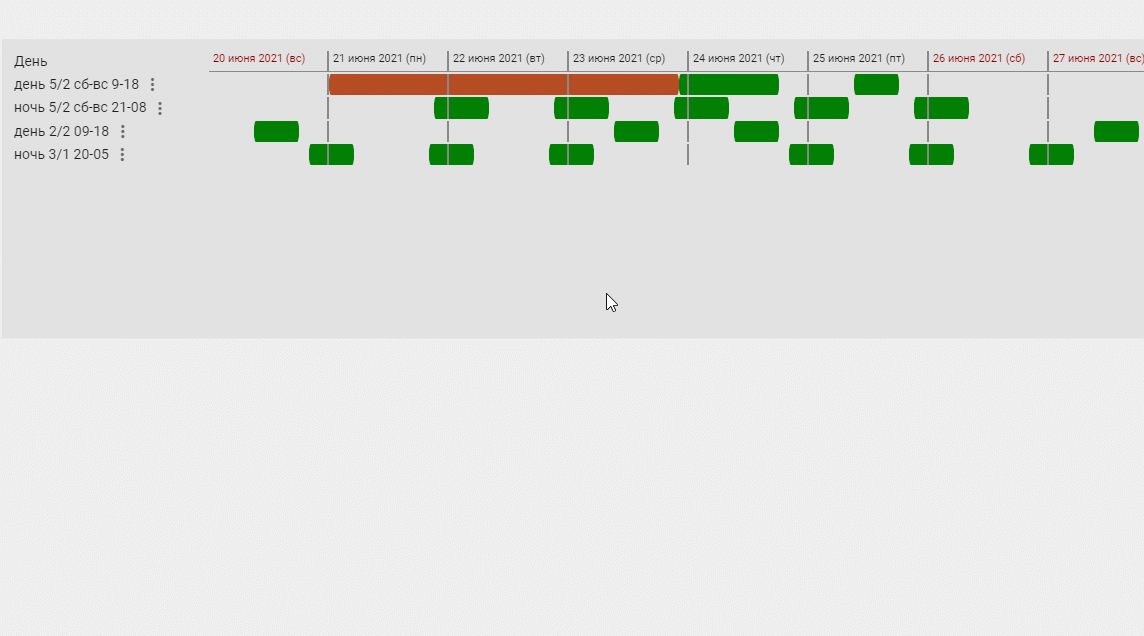 День
20 июня 2021 (вс) 21 июня 2021 (пн) 22 июня 2021 (вт) 23 июня 2021 (ср) 24 июня 2021 (чт) 25 июня 2021 (пт) 26 июня 2021 (сб) 27 июня 2021 (вс)
день 5/2 сб-вс 9-18
ночь 5/2 сб-вс 21-08
день 2/2 09-18
ночь 3/1 20-05